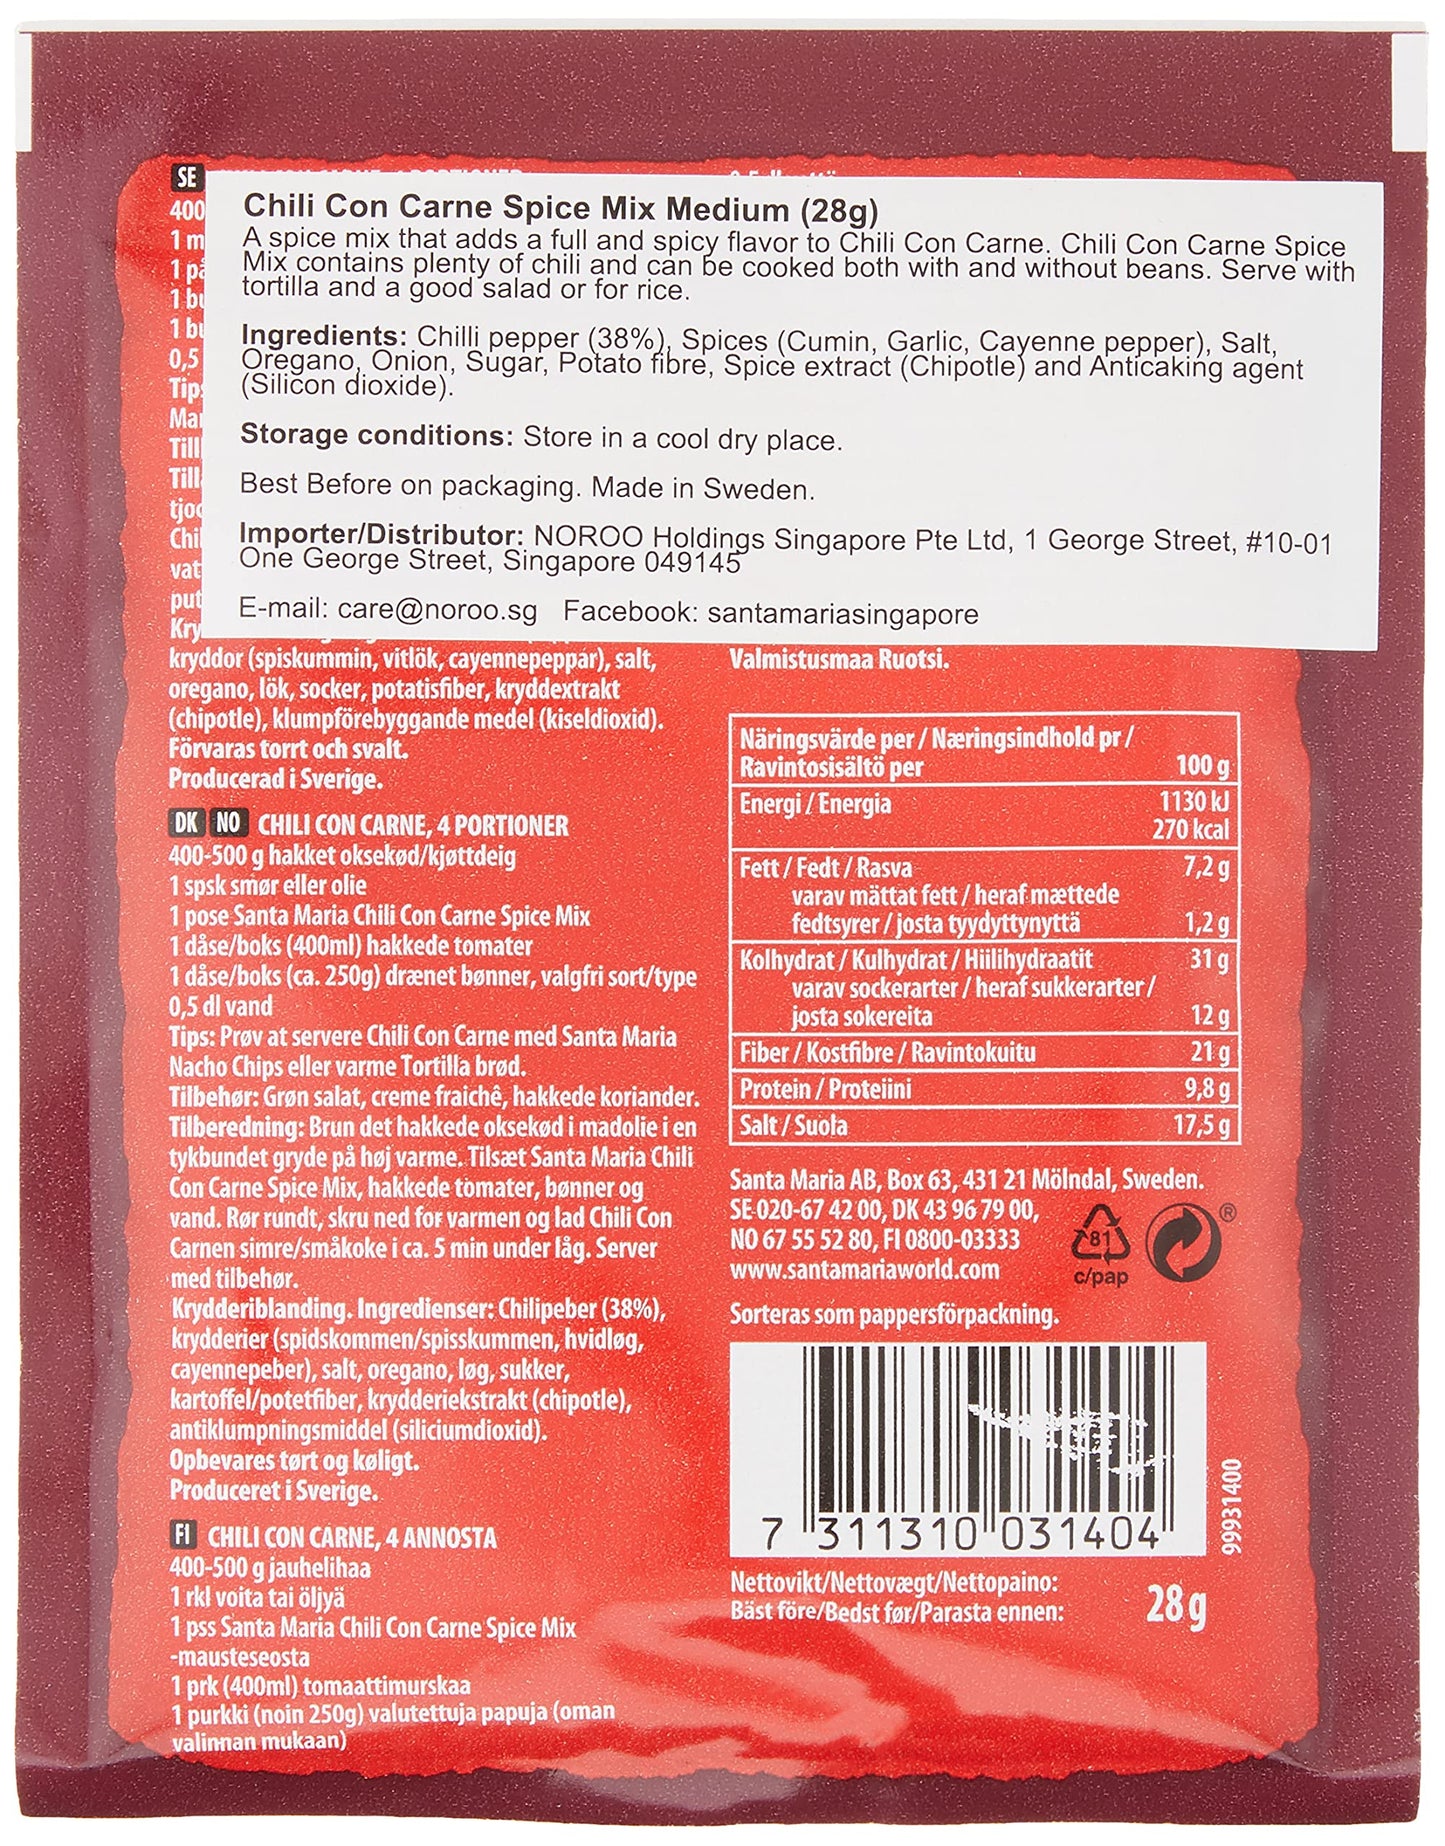 SE
Chili Con Carne Spice Mix Medium (28g)
A spice mix that adds a full and spicy flavor to Chili Con Carne. Chili Con Carne Spice
Mix contains plenty of chili and can be cooked both with and without beans. Serve with
tortilla and a good salad or for rice.
Ingredients: Chilli pepper (38%), Spices (Cumin, Garlic, Cayenne pepper), Salt,
Oregano, Onion, Sugar, Potato fibre, Spice extract (Chipotle) and Anticaking agent
(Silicon dioxide).
Storage conditions: Store in a cool dry place.
Best Before on packaging. Made in Sweden.
Importer/Distributor: NOROO Holdings Singapore Pte Ltd, 1 George Street, #10-01
One George Street, Singapore 049145
E-mail: care@noroo.sg Facebook: santamariasingapore
400
1 m
1
1
1
0,5
kryddor (spiskummin, vitlök, cayennepeppar), salt,
oregano, lök, socker, potatisfiber, kryddextrakt
(chipotle), klumpförebyggande medel (kiseldioxid).
Förvaras torrt och svalt.
Producerad i Sverige.
DK NO CHILI CON CARNE, 4 PORTIONER
400-500 g hakket oksekød/kjøttdeig
1 spsk smør eller olie
1 pose Santa Maria Chili Con Carne Spice Mix
1 dåse/boks (400ml) hakkede tomater
1 dåse/boks (ca. 250g) drænet bønner, valgfri sort/type
0,5 dl vand
Tips: Prøv at servere Chili Con Carne med Santa Maria
Nacho Chips eller varme Tortilla brød.
Tilbehør: Grøn salat, creme fraichê, hakkede koriander.
Tilberedning: Brun det hakkede oksekød i madolie i en
tykbundet gryde på høj varme. Tilsæt Santa Maria Chili
Con Carne Spice Mix, hakkede tomater, bønner og
vand. Rør rundt, skru ned for varmen og lad Chili Con
Carnen simre/småkoke i ca. 5 min under låg. Server
med tilbehør.
Krydderiblanding. Ingredienser: Chilipeber (38%),
krydderier (spidskommen/spisskummen, hvidløg,
cayennepeber), salt, oregano, løg, sukker,
kartoffel/potetfiber, krydderiekstrakt (chipotle),
antiklumpningsmiddel (siliciumdioxid).
Opbevares tørt og køligt.
Produceret i Sverige.
FI CHILI CON CARNE, 4 ANNOSTA
400-500 g jauhelihaa
1 rkl voita tai öljyä
1 pss Santa Maria Chili Con Carne Spice Mix
-mausteseosta
1 prk (400ml) tomaattimurskaa
1 purkki (noin 250g) valutettuja papuja (oman
valinnan mukaan)
Valmistusmaa Ruotsi.
Näringsvärde per / Næringsindhold pr /
Ravintosisältö per 100 g
Energi / Energia 1130 kJ
270 kcal
Fett / Fedt / Rasva 7,2 g
varav mättat fett / heraf mættede
fedtsyrer / josta tyydyttynyttä 1,2 g
Kolhydrat / Kulhydrat / Hiilihydraatit 31 g
varav sockerarter / heraf sukkerarter /
josta sokereita 12 g
Fiber / Kostfibre / Ravintokuitu 21 g
Protein / Proteiini 9,8 g
Salt / Suola 17,5 g
Santa Maria AB, Box 63, 431 21 Mölndal, Sweden.
SE 020-67 42 00, DK 43 96 79 00,
NO 67 55 52 80, FI 0800-03333
www.santamariaworld.com
81
c/pap
®
Sorteras som pappersförpackning.
7 311310 031404
99931400
Nettovikt/Nettovægt/Nettopaino: 28 g
Bäst före/Bedst før/Parasta ennen: